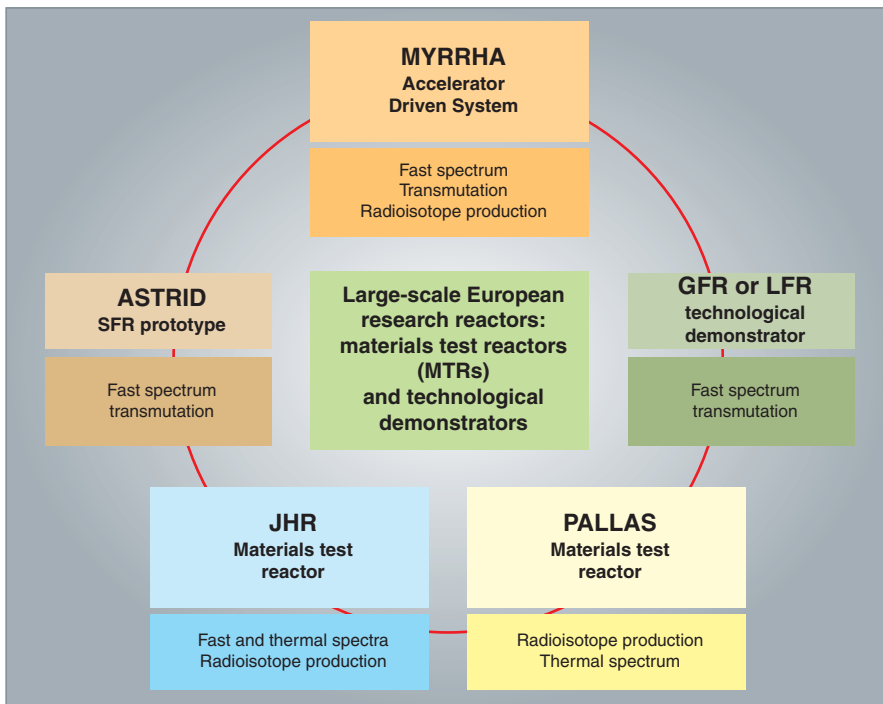 MYRRHA
Accelerator
Driven System
Fast spectrum
Transmutation
Radioisotope production
ASTRID
SFR prototype
Fast spectrum
transmutation
Large-scale European
research reactors:
materials test reactors
(MTRs)
and technological
demonstrators
GFR or LFR
technological
demonstrator
Fast spectrum
transmutation
JHR
Materials test
reactor
Fast and thermal spectra
Radioisotope production
PALLAS
Materials test
reactor
Radioisotope production
Thermal spectrum